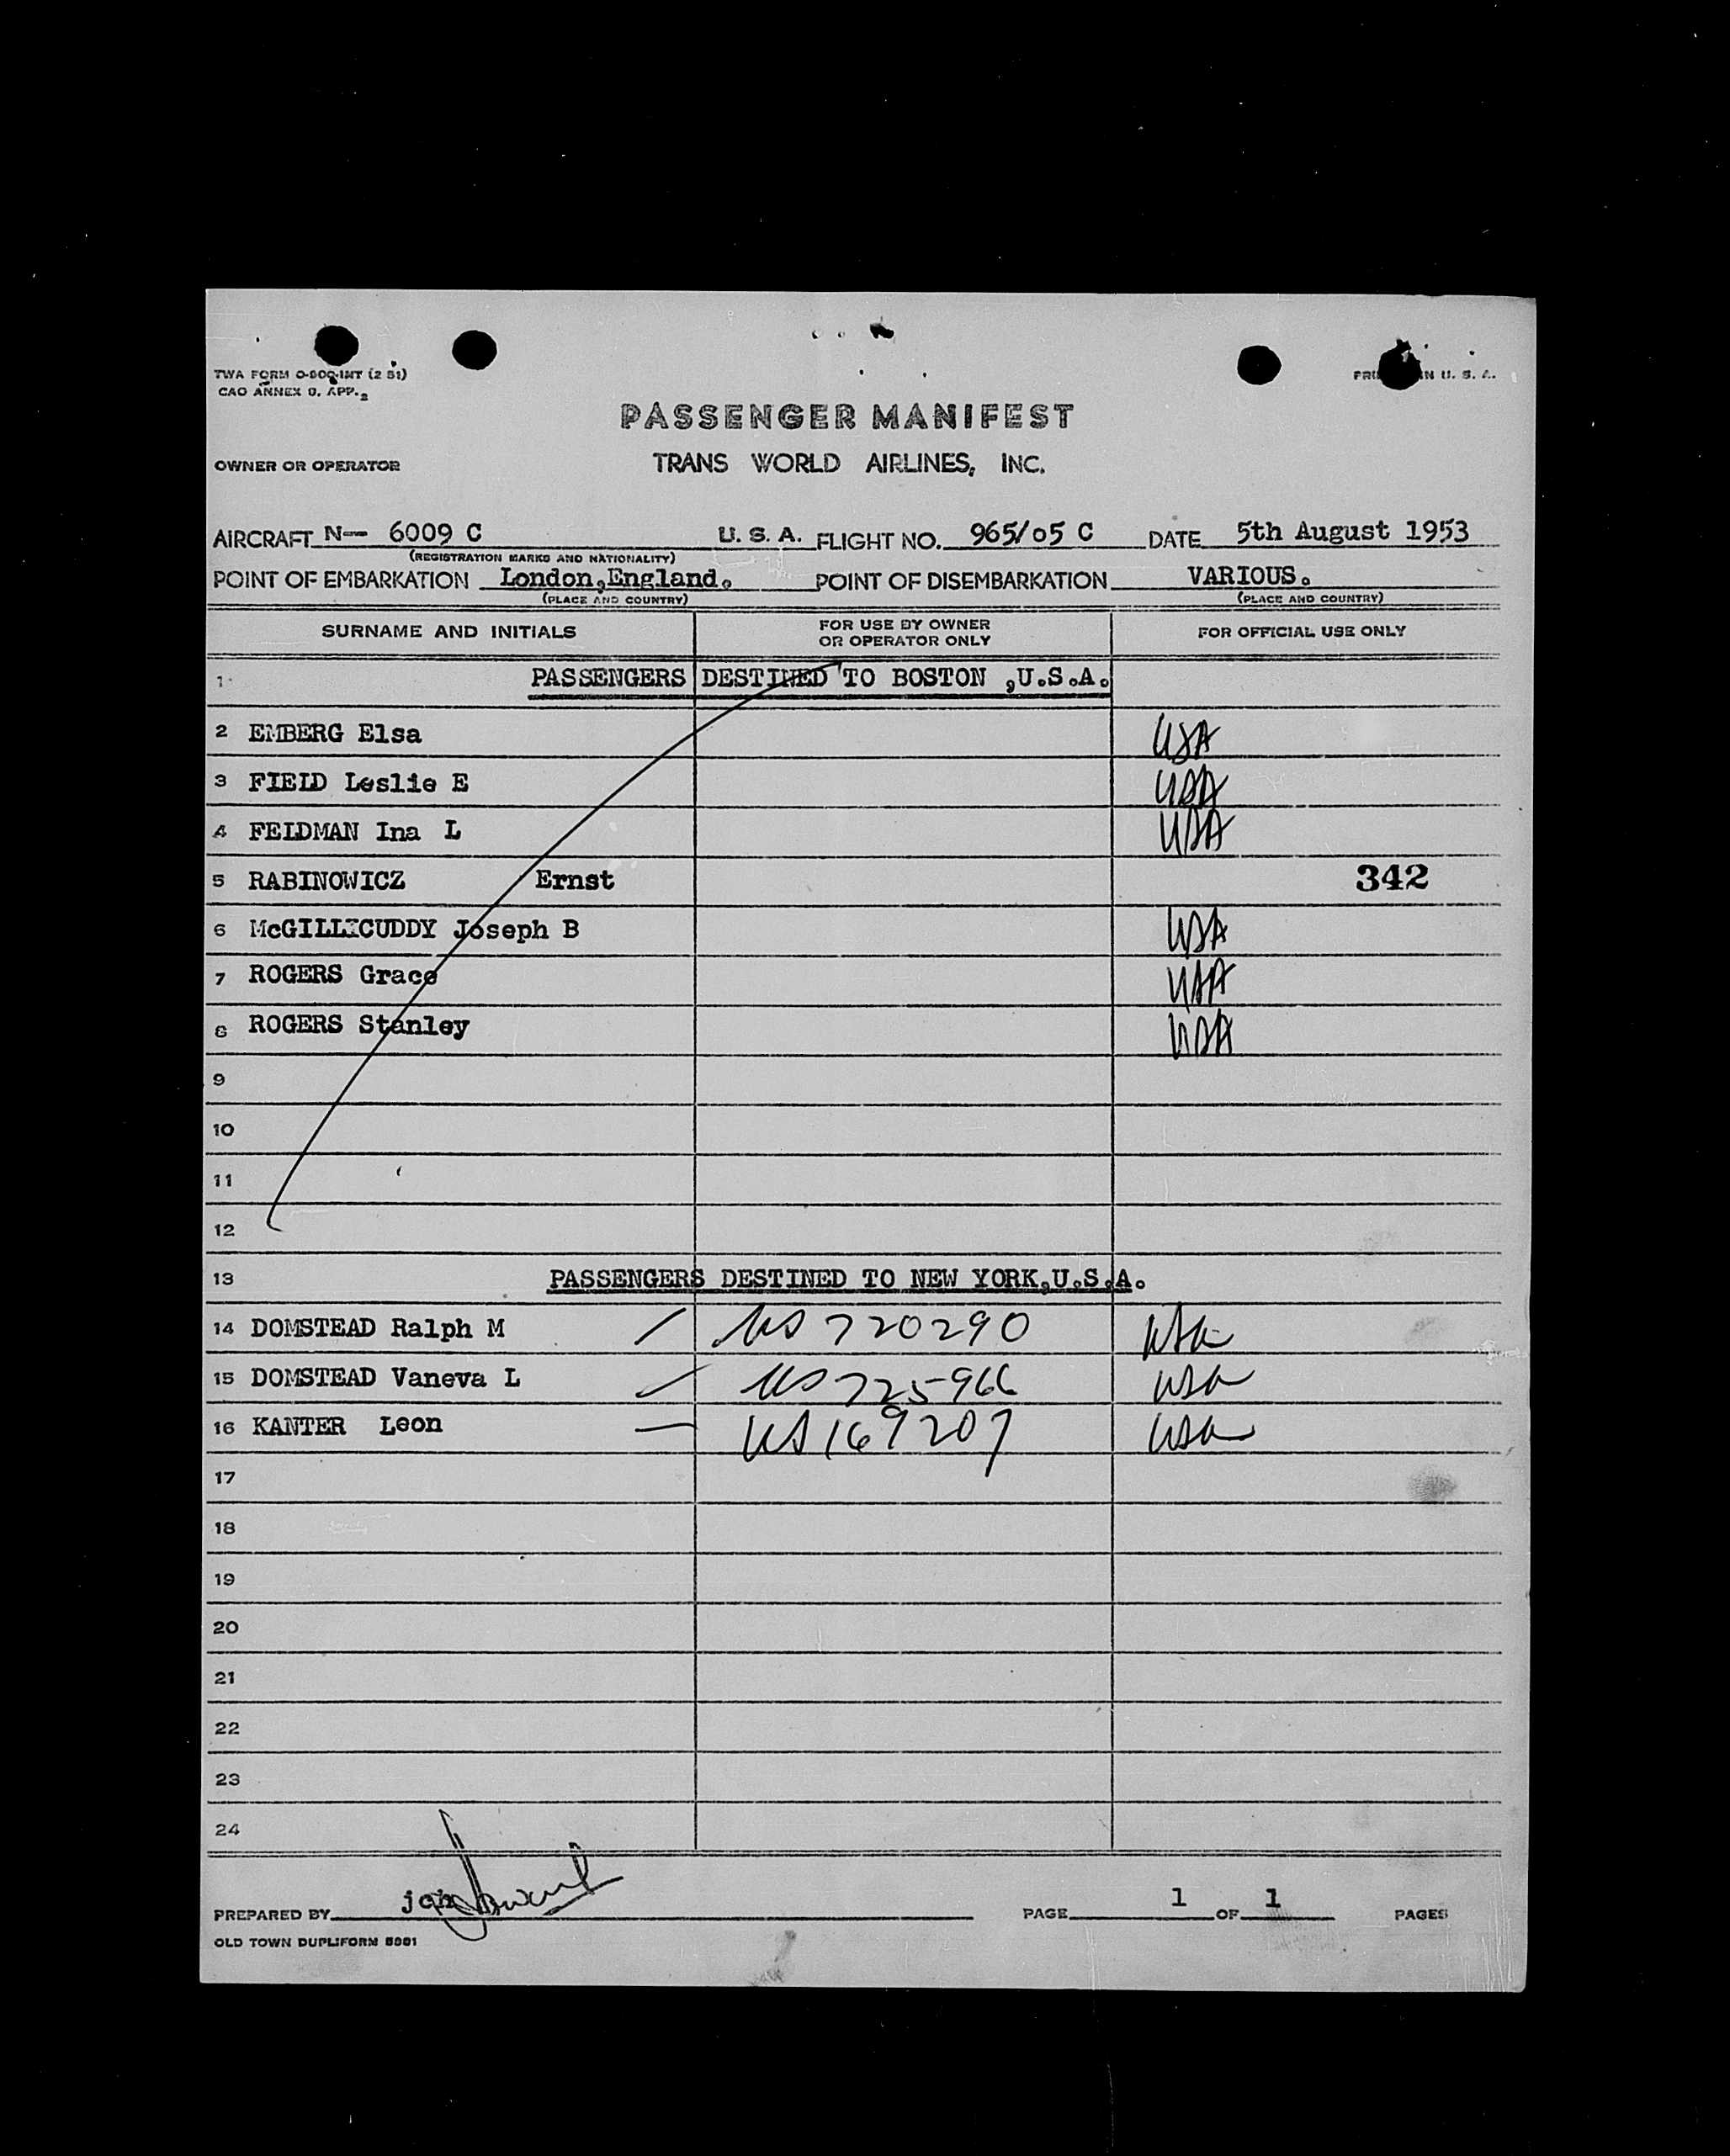 TWA FORM O-800-INT (2 51)
CAO ANNEX 9, APP. 2
PASSENGER MANIFEST
OWNER OR OPERATOR TRANS WORLD AIRLINES, INC.
AIRCRAFT N-- 6009 C U. S. A. FLIGHT NO. 965/05 C DATE 5th August 1953
(REGISTRATION MARKS AND NATIONALITY)
POINT OF EMBARKATION London,England. POINT OF DISEMBARKATION VARIOUS.
(PLACE AND COUNTRY) (PLACE AND COUNTRY)
SURNAME AND INITIALS FOR USE BY OWNER OR OPERATOR ONLY FOR OFFICIAL USE ONLY
1 PASSENGERS DESTINED TO BOSTON ,U.S.A.
2 EMBERG Elsa USA
3 FIELD Leslie E USA
4 FELDMAN Ina L USA
5 RABINOWICZ Ernst 342
6 McGILLICUDDY Joseph B USA
7 ROGERS Grace USA
8 ROGERS Stanley USA
9
10
11
12
13 PASSENGERS DESTINED TO NEW YORK,U.S.A.
14 DOMSTEAD Ralph M US 720290 USA
15 DOMSTEAD Vaneva L US 725966 USA
16 KANTER Leon US 169207 USA
17
18
19
20
21
22
23
24
PREPARED BY PAGE 1 OF 1 PAGES
OLD TOWN DUPLIFORM